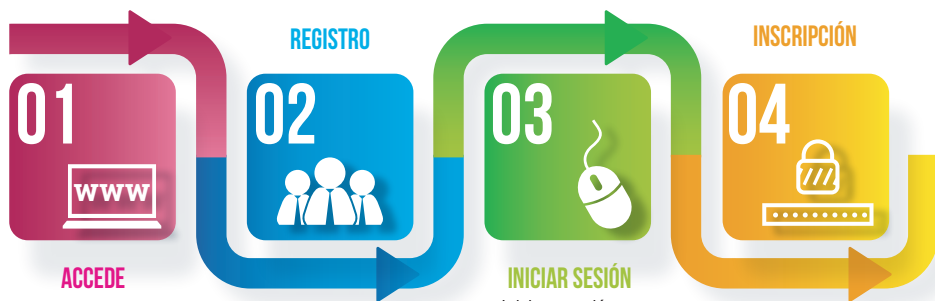 01
www
ACCEDE
REGISTRO
02
03
INICIAR SESIÓN
INSCRIPCIÓN
04